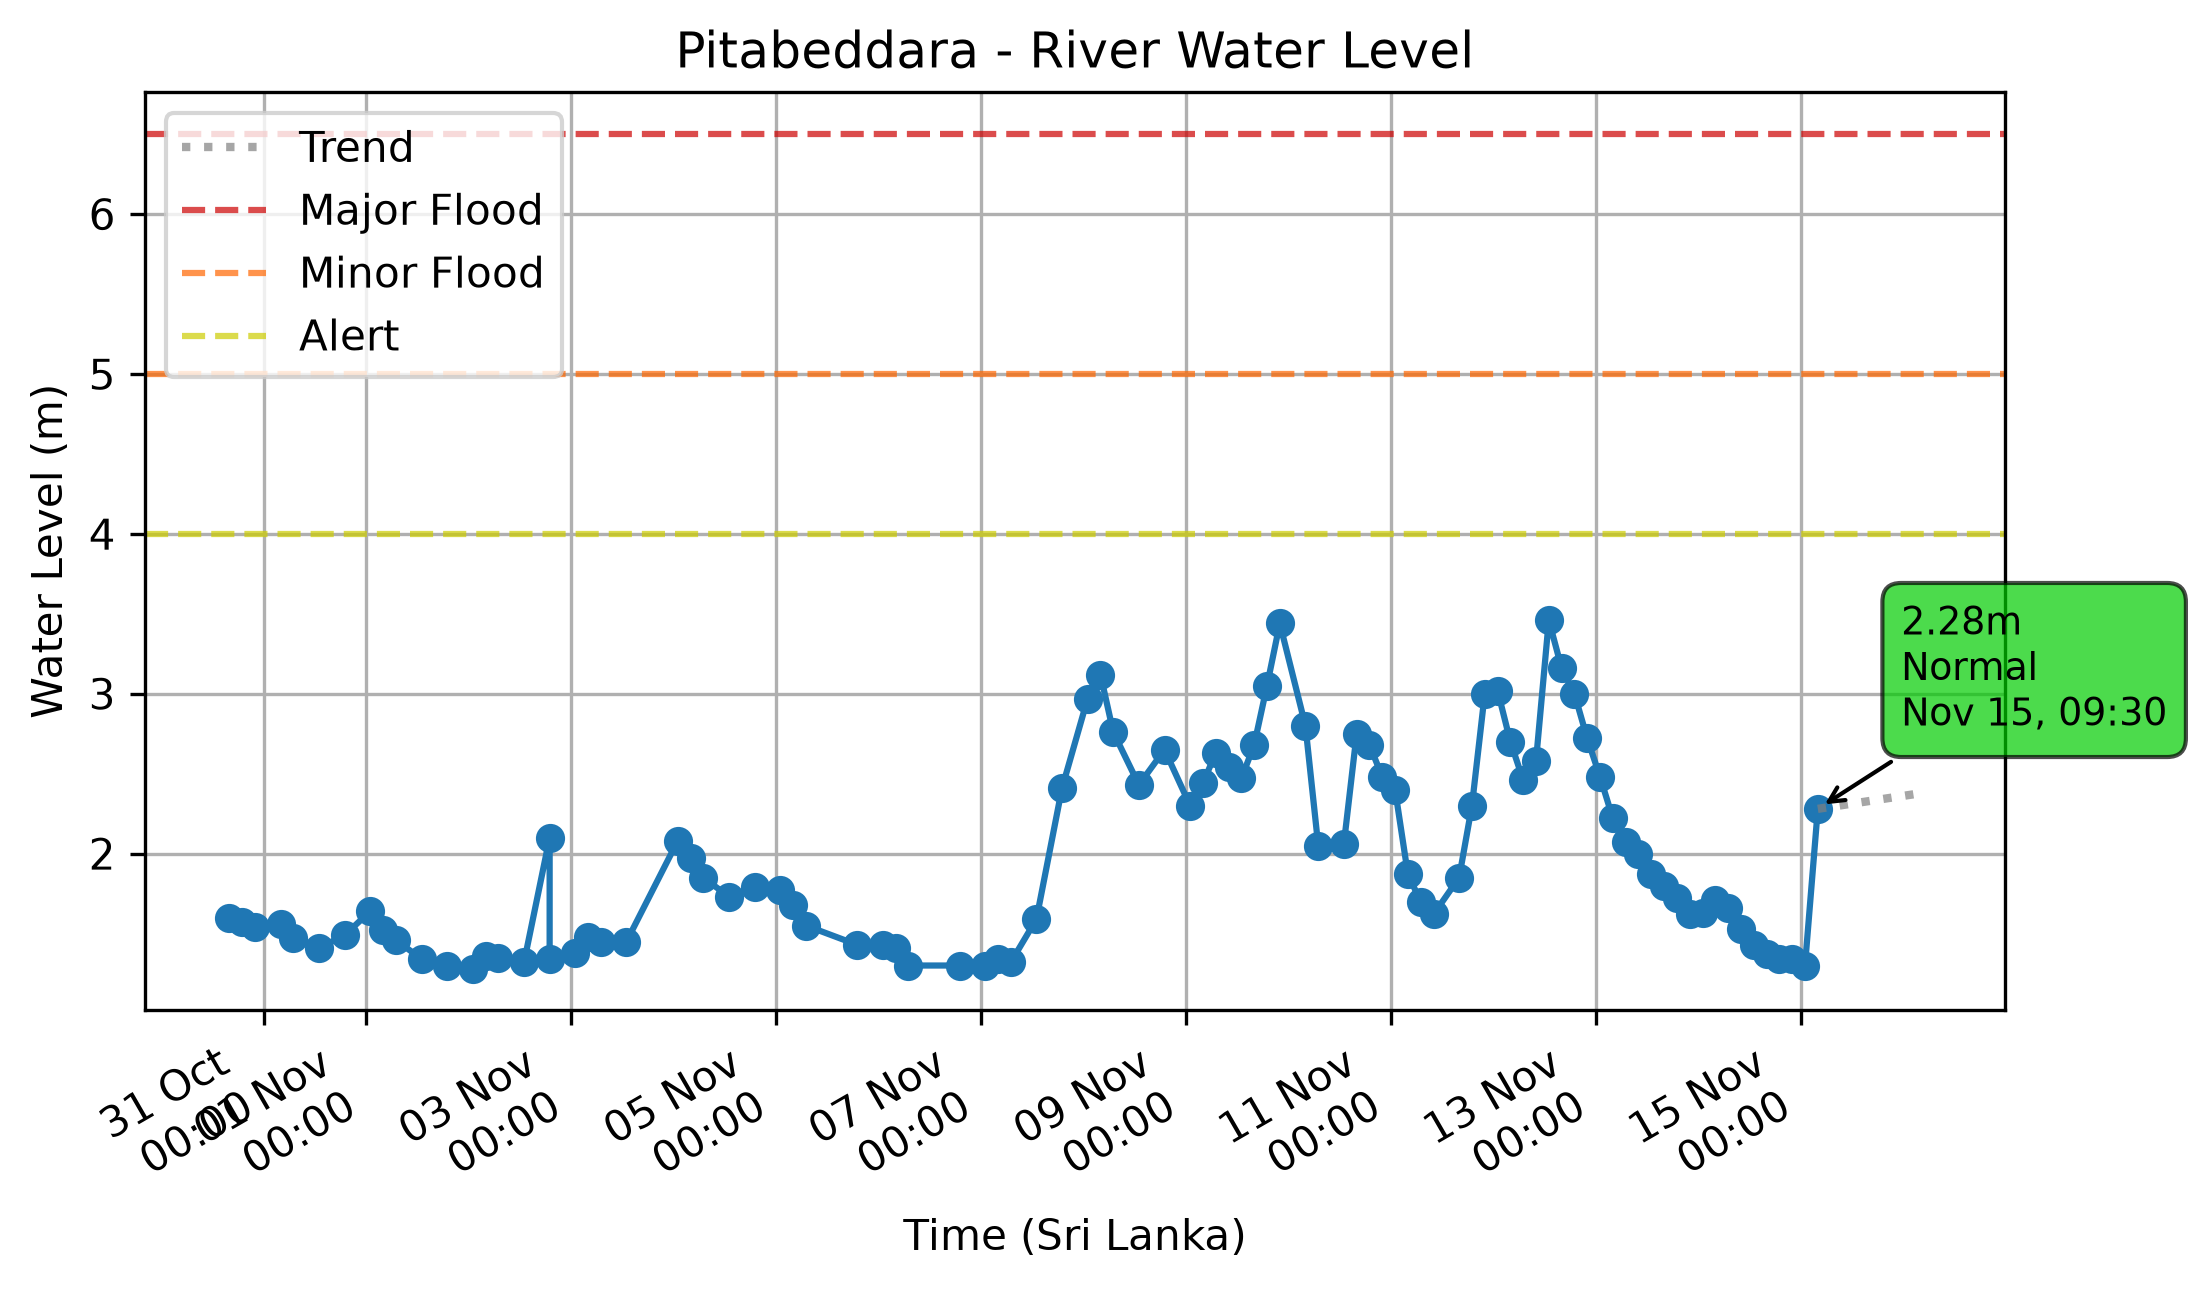 Pitabeddara - River Water Level
Trend
Major Flood
Minor Flood
Alert
Water Level (m)
6
5
4
3
2
2.28m
Normal
Nov 15, 09:30
31 Oct
00:00
01 Nov
00:00
03 Nov
00:00
05 Nov
00:00
07 Nov
00:00
09 Nov
00:00
11 Nov
00:00
13 Nov
00:00
15 Nov
00:00
Time (Sri Lanka)